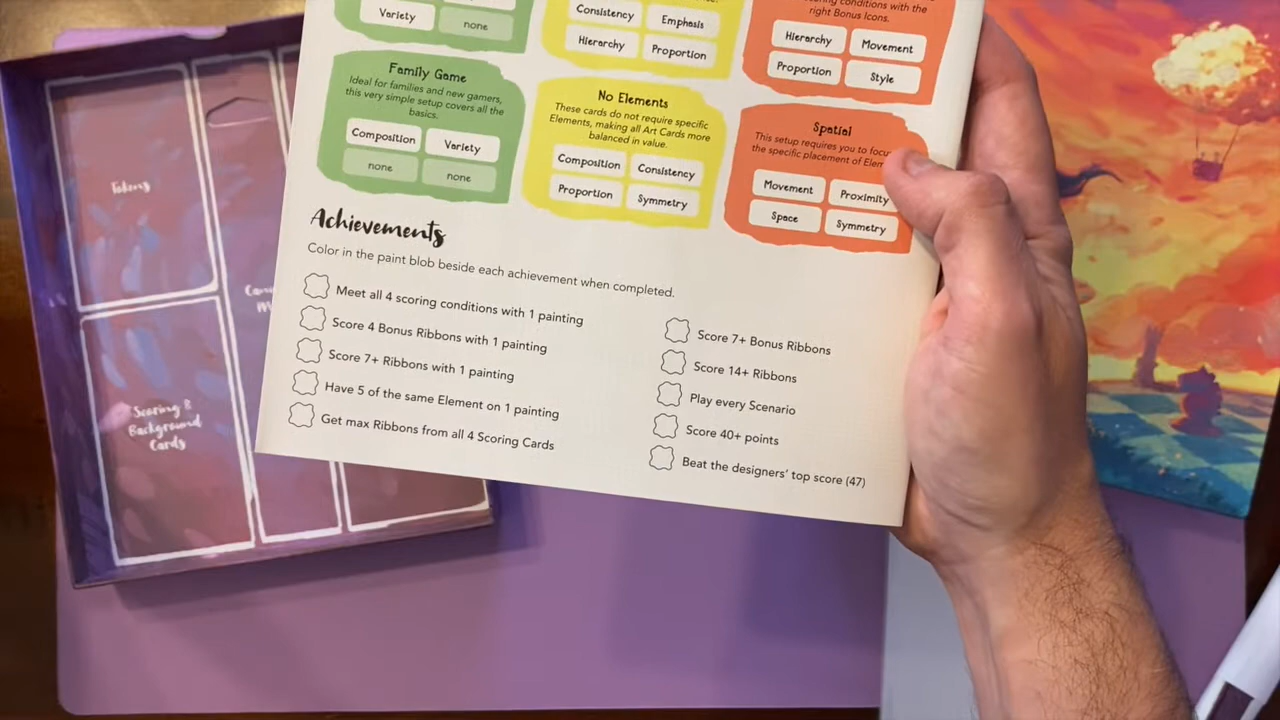 Variety
none
Consistency
Emphasis
Hierarchy
Proportion
conditions with the
right Bonus Icons.
Hierarchy
Movement
Proportion
Style
Family Game
Ideal for families and new gamers,
this very simple setup covers all the
basics.
Composition
Variety
none
none
No Elements
These cards do not require specific
Elements, making all Art Cards more
balanced in value.
Composition
Consistency
Proportion
Symmetry
Spatial
This setup requires you to
the specific placement of
Movement
Proximity
Space
Symmetry
Achievements
Color in the paint blob beside each achievement when completed.
Meet all 4 scoring conditions with 1 painting
Score 4 Bonus Ribbons with 1 painting
Score 7+ Ribbons with 1 painting
Have 5 of the same Element on 1 painting
Get max Ribbons from all 4 Scoring Cards
Score 7+ Bonus Ribbons
Score 14+ Ribbons
Play every Scenario
Score 40+ points
Beat the designers' top score (47)
Tokens
Scoring &
Background
Cards